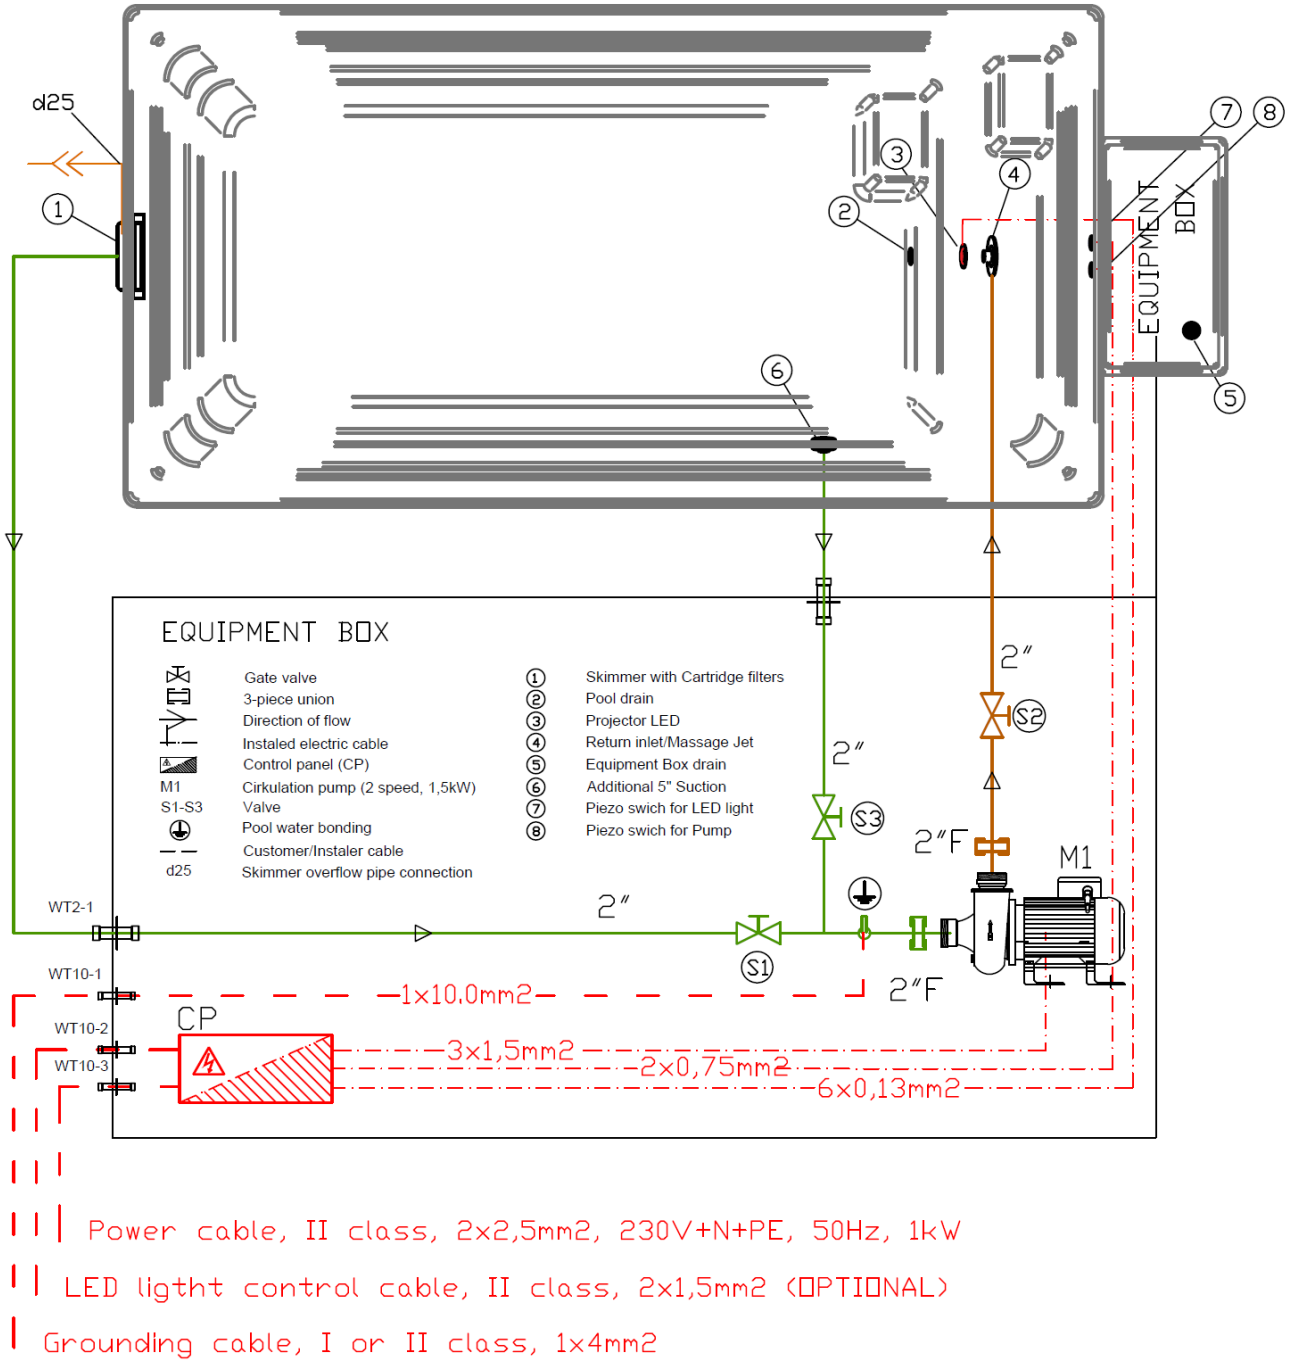 d25
1
2
3
4
7
8
EQUIPMENT
BOX
5
6
EQUIPMENT BOX
Gate valve
3-piece union
Direction of flow
Instaled electric cable
Control panel (CP)
M1 Cirkulation pump (2 speed, 1,5kW)
S1-S3 Valve
Pool water bonding
Customer/Instaler cable
d25 Skimmer overflow pipe connection
1 Skimmer with Cartridge filters
2 Pool drain
3 Projector LED
4 Return inlet/Massage Jet
5 Equipment Box drain
6 Additional 5" Suction
7 Piezo swich for LED light
8 Piezo swich for Pump
2"
S2
2"
S3
2"F
M1
WT2-1
2"
S1
2"F
WT10-1
1x10.0mm2
WT10-2
CP
WT10-3
3x1,5mm2
2x0,75mm2
6x0,13mm2
Power cable, II class, 2x2,5mm2, 230V+N+PE, 50Hz, 1kW
LED ligtht control cable, II class, 2x1,5mm2 (OPTIONAL)
Grounding cable, I or II class, 1x4mm2